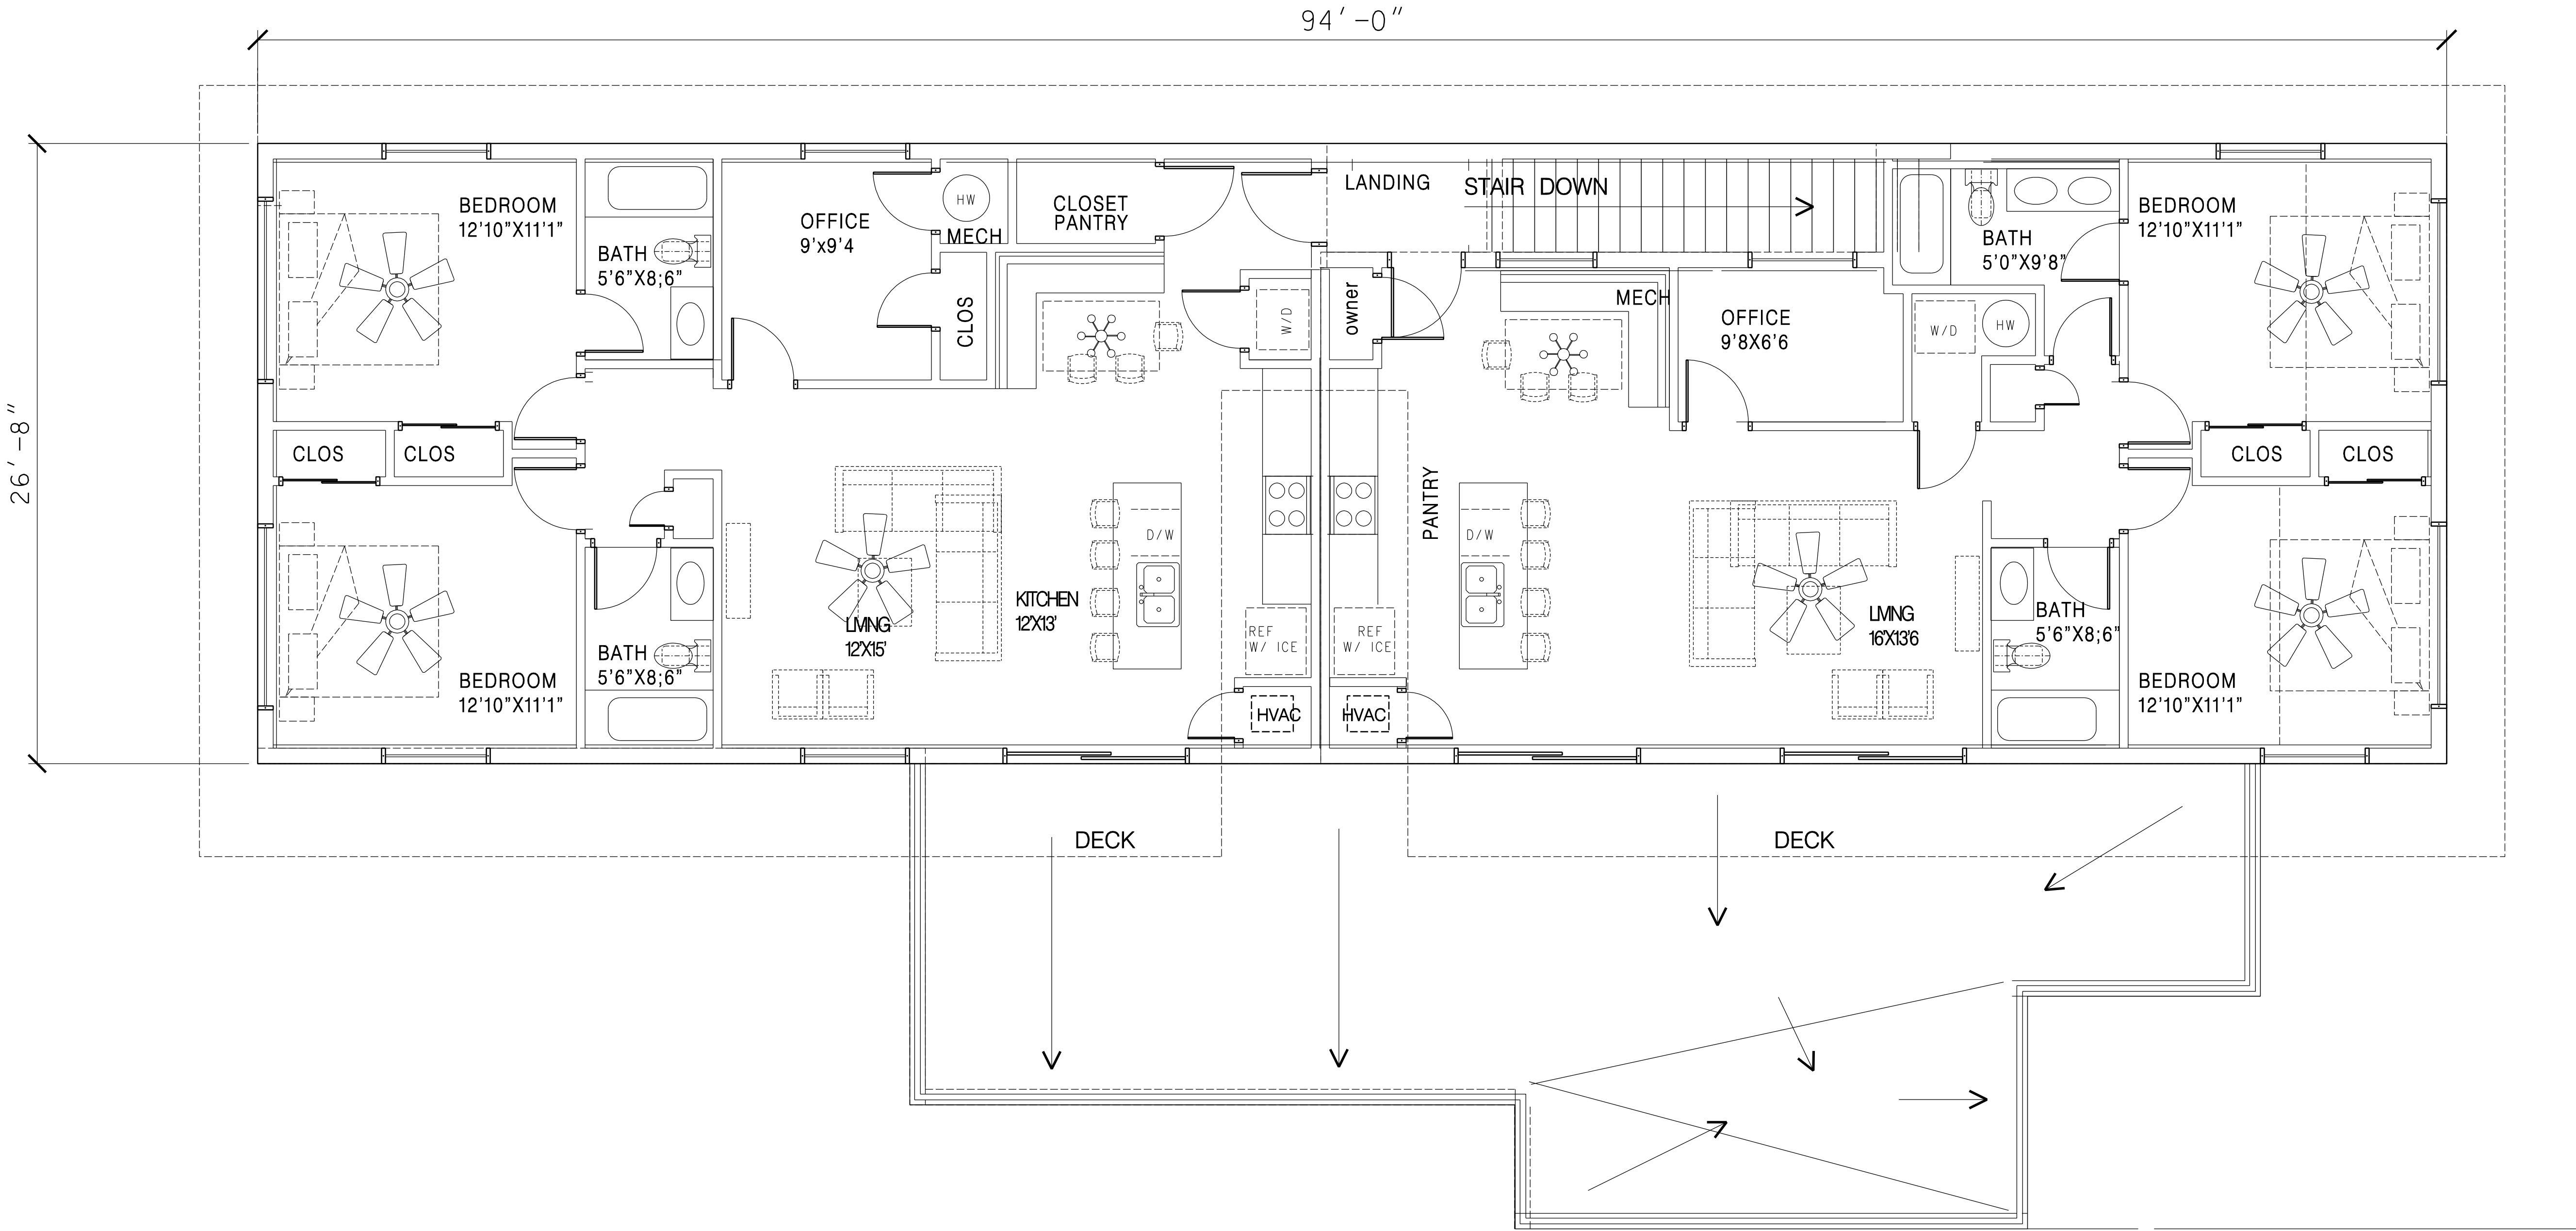 94'-0"
26'-8"
BEDROOM
12'10"X11'1"
BATH
5'6"X8;6"
OFFICE
9'x9'4
HW
MECH
CLOS
CLOSET
PANTRY
W/D
LANDING
STAIR DOWN
owner
MECH
OFFICE
9'8X6'6
W/D
HW
BATH
5'0"X9'8"
BEDROOM
12'10"X11'1"
CLOS
CLOS
CLOS
CLOS
BEDROOM
12'10"X11'1"
BATH
5'6"X8;6"
LIVING
12'X15'
KITCHEN
12'X13'
D/W
REF
W/ ICE
HVAC
REF
W/ ICE
HVAC
PANTRY
D/W
LIVING
16'X13'6
BATH
5'6"X8;6"
BEDROOM
12'10"X11'1"
DECK
DECK